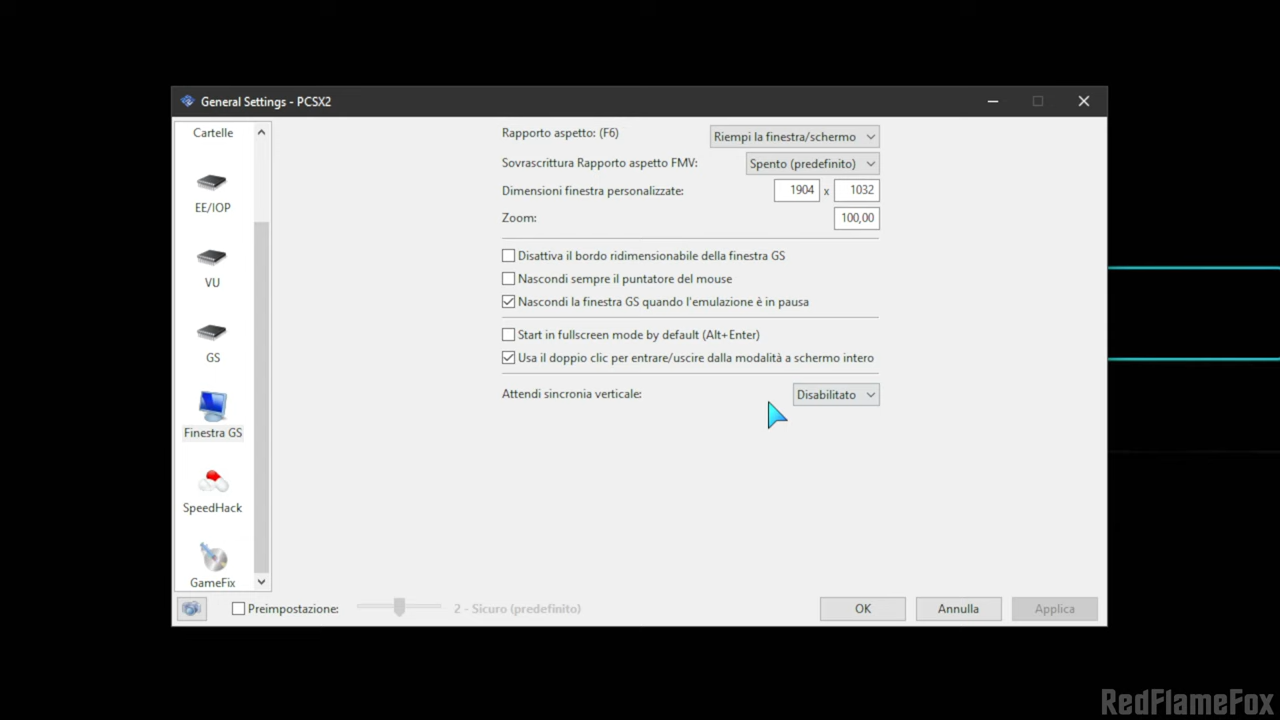 General Settings - PCSX2
Cartelle
EE/IOP
VU
GS
Finestra GS
SpeedHack
GameFix
Rapporto aspetto: (F6)
Riempi la finestra/schermo
Sovrascrittura Rapporto aspetto FMV:
Spento (predefinito)
Dimensioni finestra personalizzate:
1904 x 1032
Zoom:
100,00
Disattiva il bordo ridimensionabile della finestra GS
Nascondi sempre il puntatore del mouse
Nascondi la finestra GS quando l'emulazione è in pausa
Start in fullscreen mode by default (Alt+Enter)
Usa il doppio clic per entrare/uscire dalla modalità a schermo intero
Attendi sincronia verticale:
Disabilitato
Preimpostazione:
2 - Sicuro (predefinito)
OK
Annulla
Applica
RedFlameFox